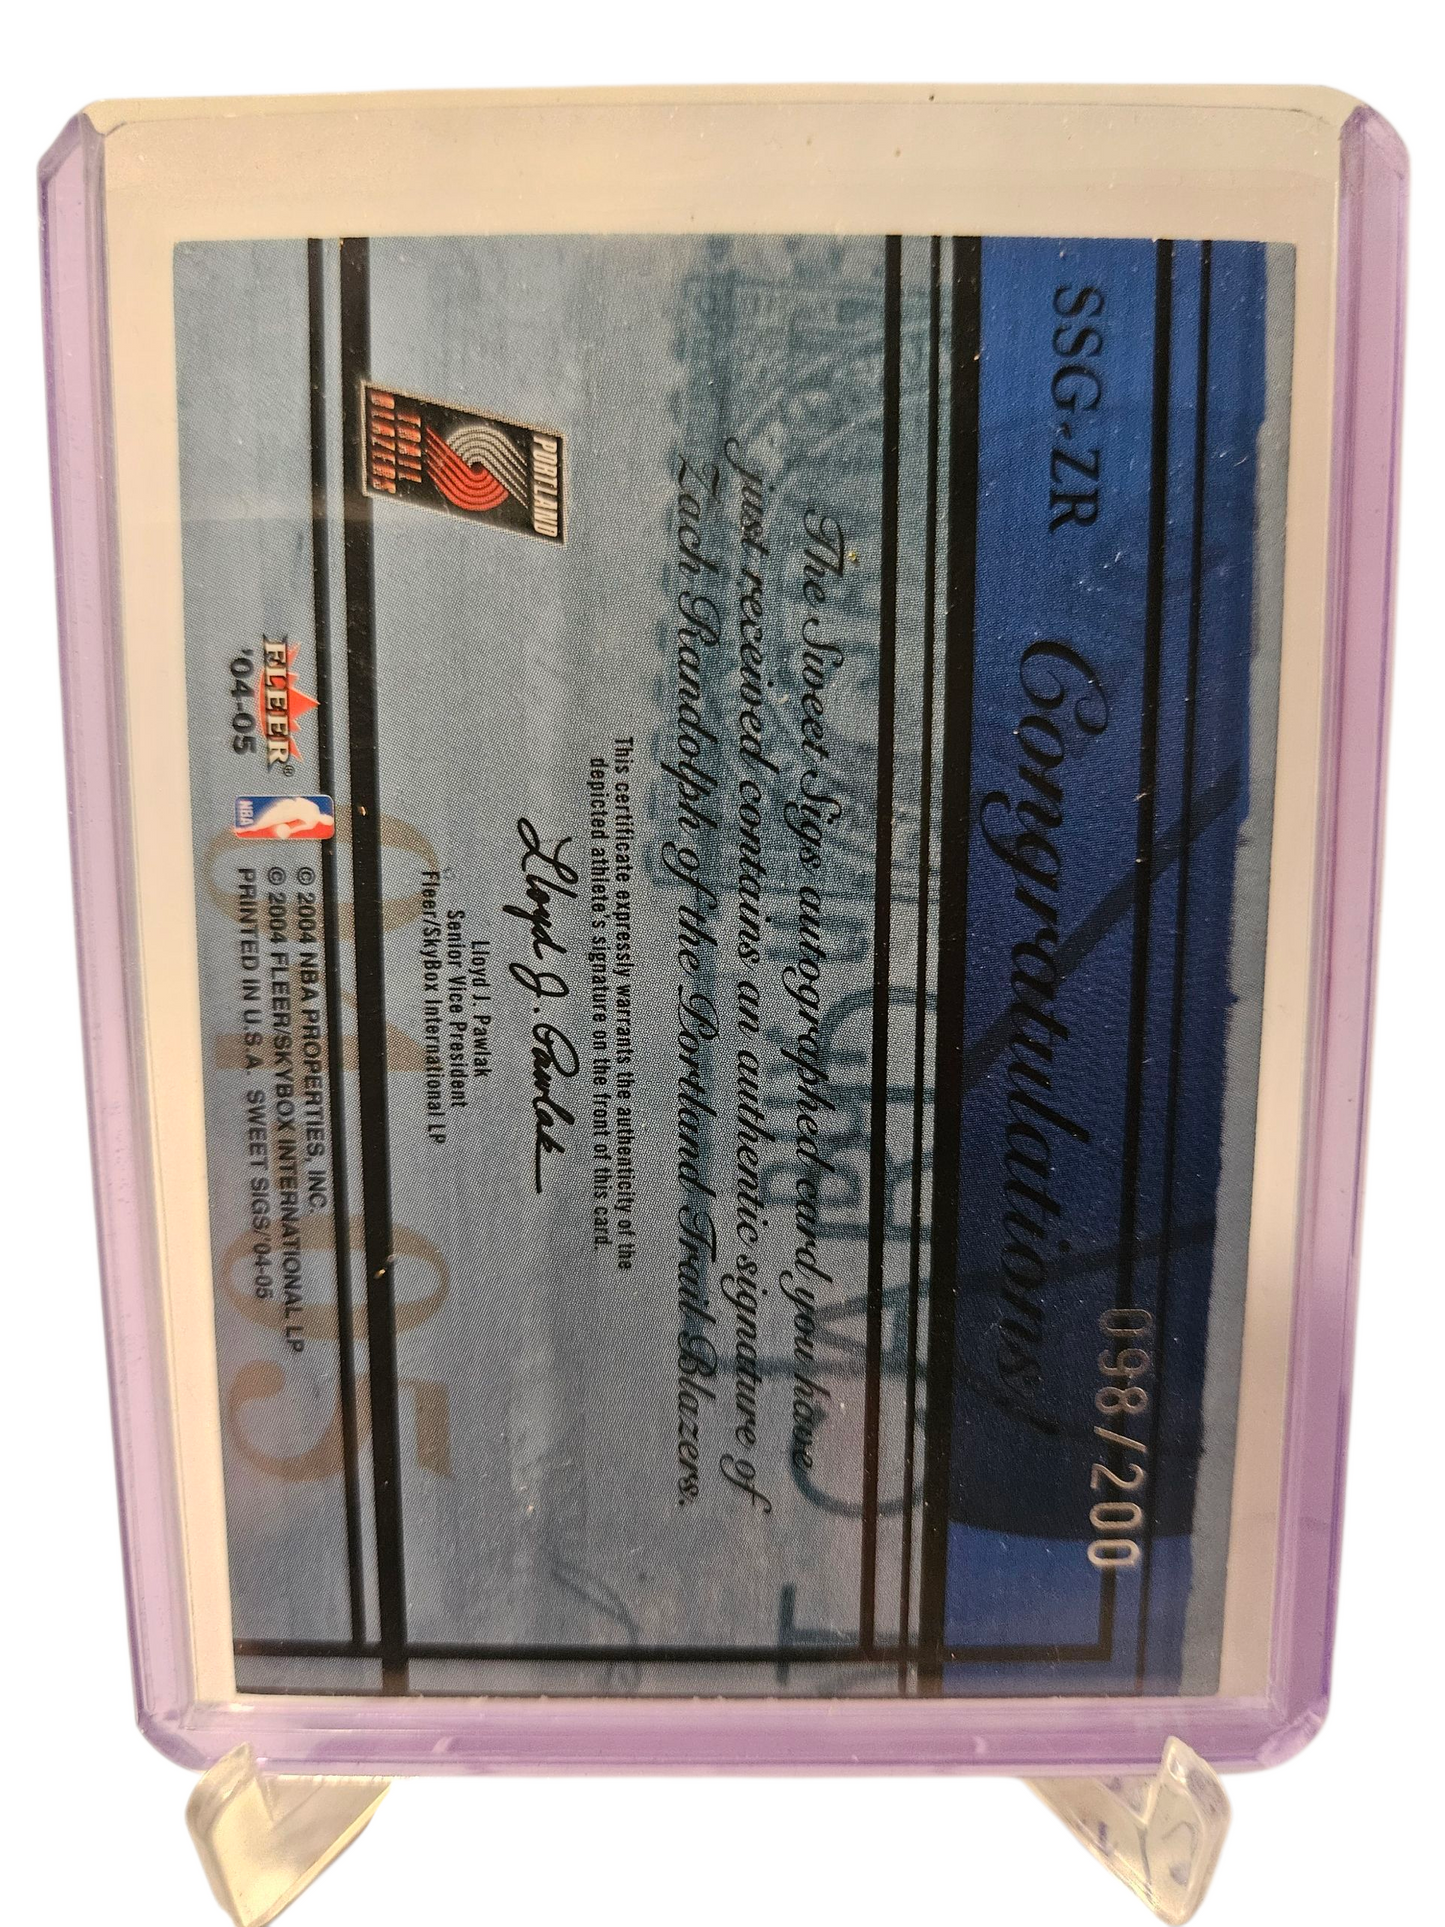 098/200
SSG-ZR
Congratulations!
The Sweet Sigs autographed card you have
just received contains an authentic signature of
Zach Randolph of the Portland Trail Blazers.
This certificate expressly warrants the authenticity of the
depicted athlete's signature on the front of this card.
PORTLAND
TRAIL
BLAZERS
Lloyd J. Pawlak
Lloyd J. Pawlak
Senior Vice President
Fleer/SkyBox International LP
04 05
FLEER®
'04-05
NBA
© 2004 NBA PROPERTIES, INC.
© 2004 FLEER/SKYBOX INTERNATIONAL LP
PRINTED IN U.S.A. SWEET SIGS/'04-05